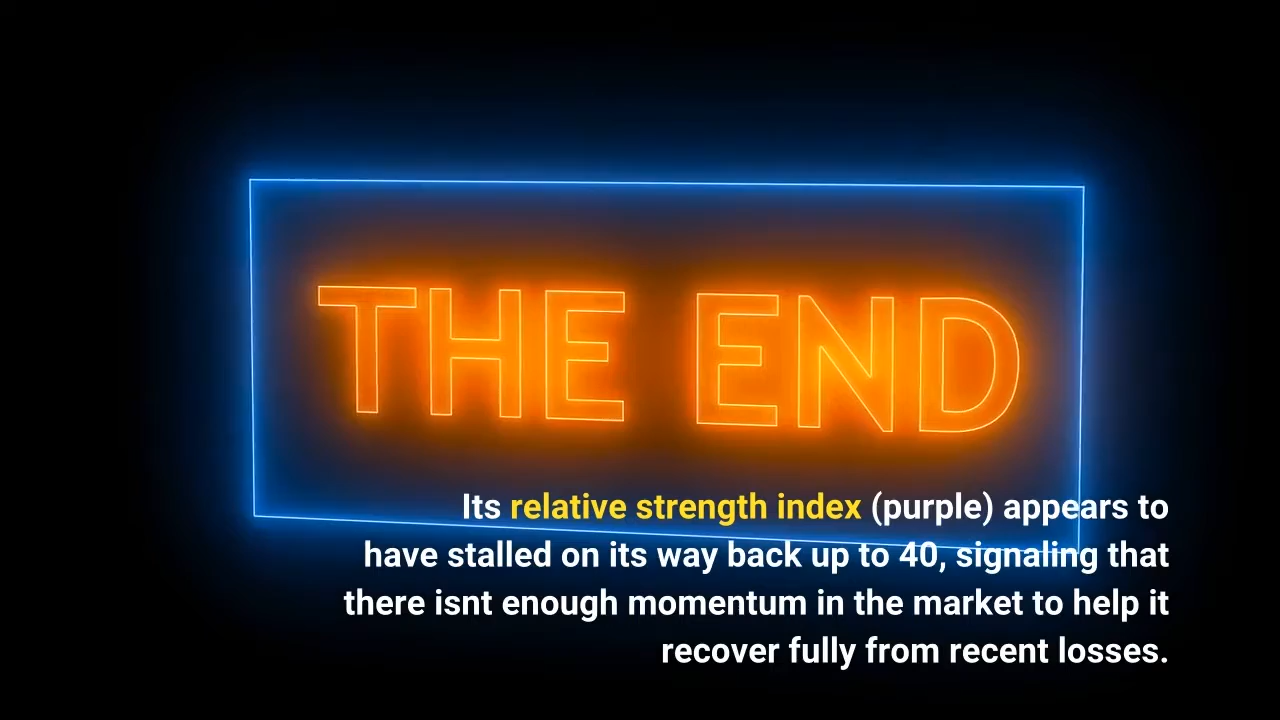 THE END
Its relative strength index (purple) appears to
have stalled on its way back up to 40, signaling that
there isnt enough momentum in the market to help it
recover fully from recent losses.